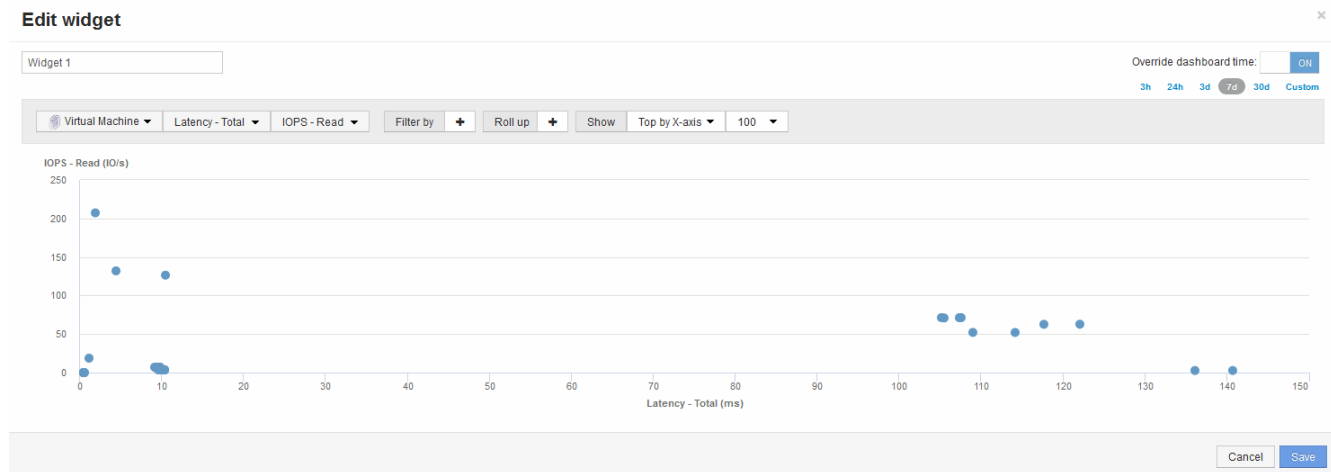 Edit widget
×
Widget 1
Override dashboard time: ON
3h 24h 3d 7d 30d Custom
Virtual Machine Latency - Total IOPS - Read Filter by + Roll up + Show Top by X-axis 100
IOPS - Read (IO/s)
250
200
150
100
50
0
0 10 20 30 40 50 60 70 80 90 100 110 120 130 140 150
Latency - Total (ms)
Cancel Save